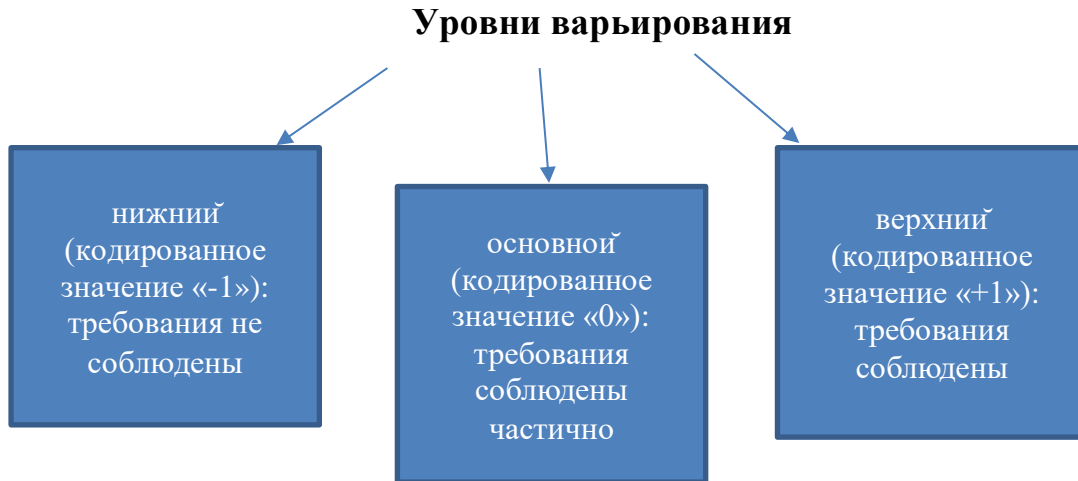 Уровни варьирования
нижний
(кодированное
значение «-1»):
требования не
соблюдены
основной
(кодированное
значение «0»):
требования
соблюдены
частично
верхний
(кодированное
значение «+1»):
требования
соблюдены